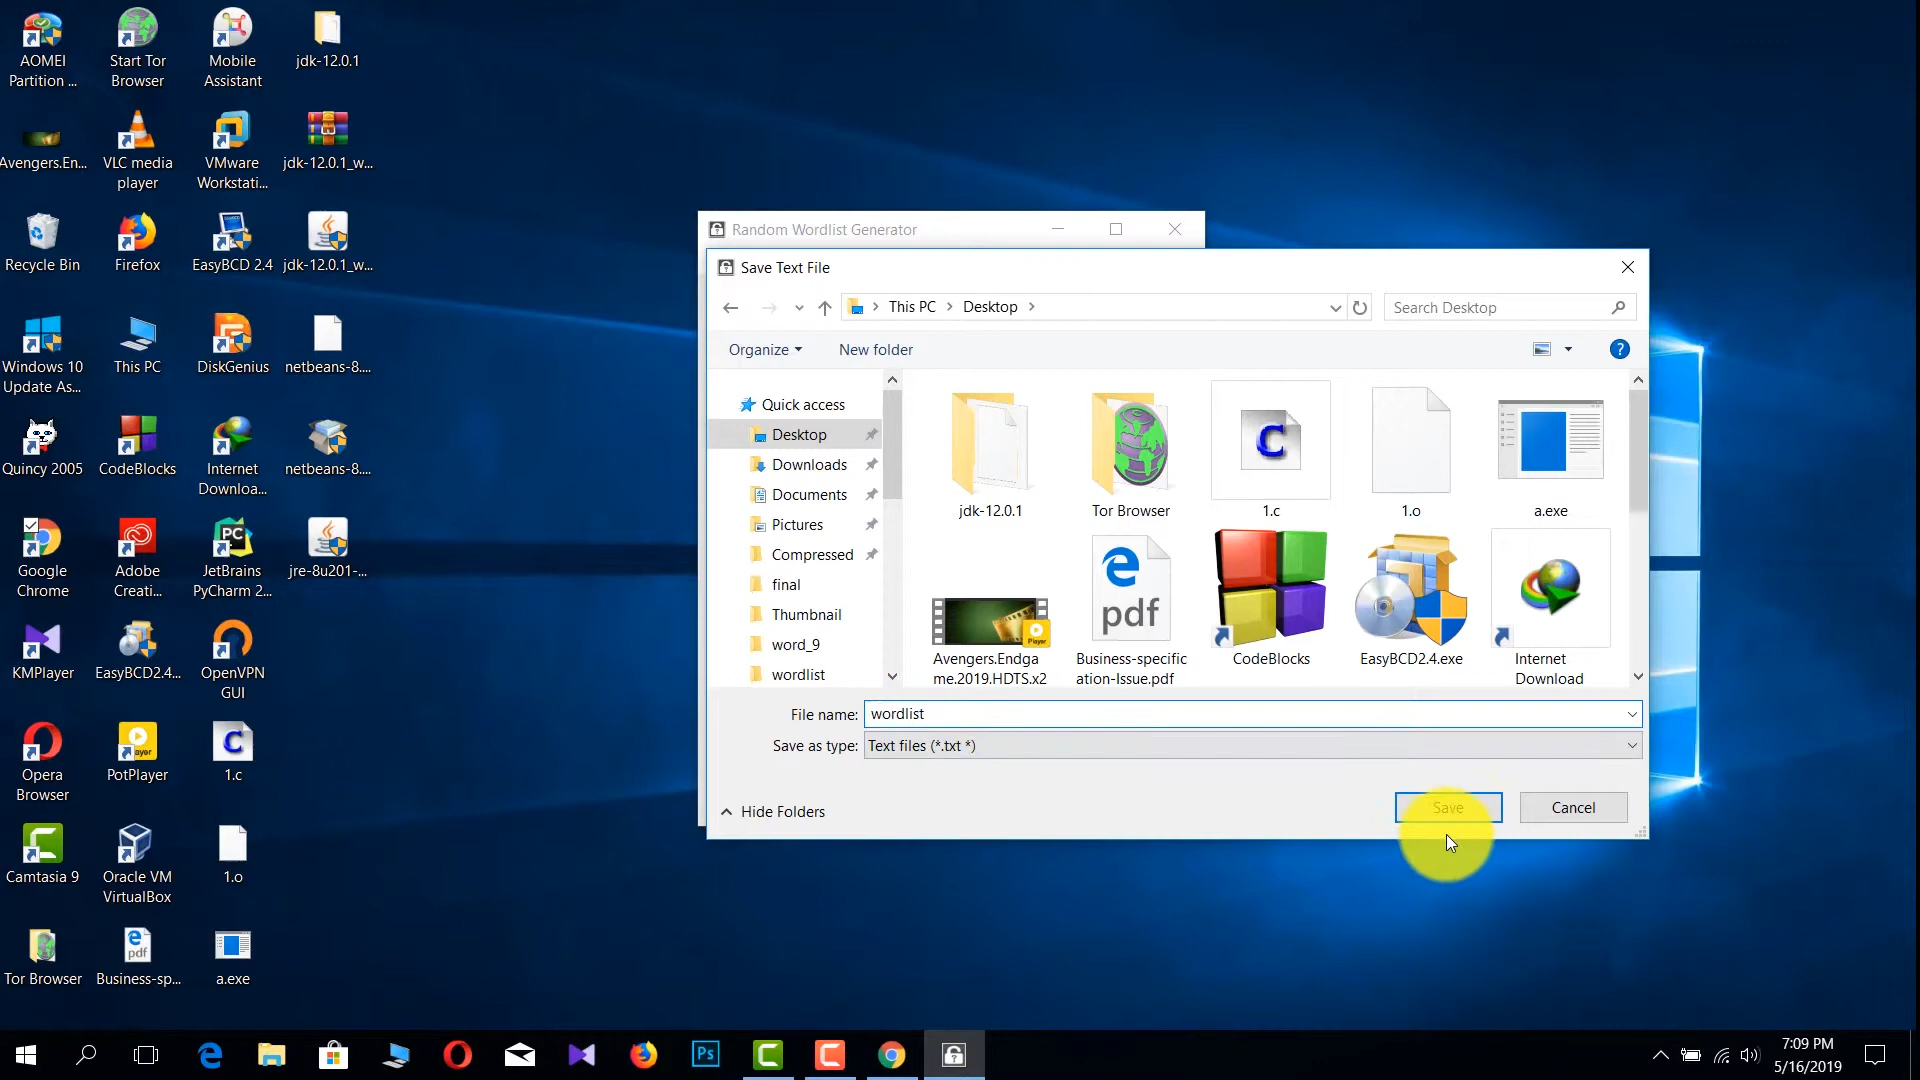 AOMEI
Partition ...
Start Tor
Browser
Mobile
Assistant
jdk-12.0.1
Avengers.En...
VLC media
player
VMware
Workstati...
jdk-12.0.1_w...
Recycle Bin
Firefox
EasyBCD 2.4
jdk-12.0.1_w...
Windows 10
Update As...
This PC
DiskGenius
netbeans-8....
Quincy 2005
CodeBlocks
Internet
Downloa...
netbeans-8....
Google
Chrome
Adobe
Creati...
JetBrains
PyCharm 2...
jre-8u201-...
KMPlayer
EasyBCD2.4...
OpenVPN
GUI
Opera
Browser
PotPlayer
1.c
Camtasia 9
Oracle VM
VirtualBox
1.o
Tor Browser
Business-sp...
a.exe
Random Wordlist Generator
Save Text File
This PC
Desktop
Search Desktop
Organize
New folder
Quick access
Desktop
Downloads
Documents
Pictures
Compressed
final
Thumbnail
word_9
wordlist
jdk-12.0.1
Tor Browser
1.c
1.o
a.exe
Avengers.Endga
me.2019.HDTS.x2
Business-specific
ation-Issue.pdf
CodeBlocks
EasyBCD2.4.exe
Internet
Download
File name: wordlist
Save as type: Text files (*.txt *)
Hide Folders
Save
Cancel
7:09 PM
5/16/2019